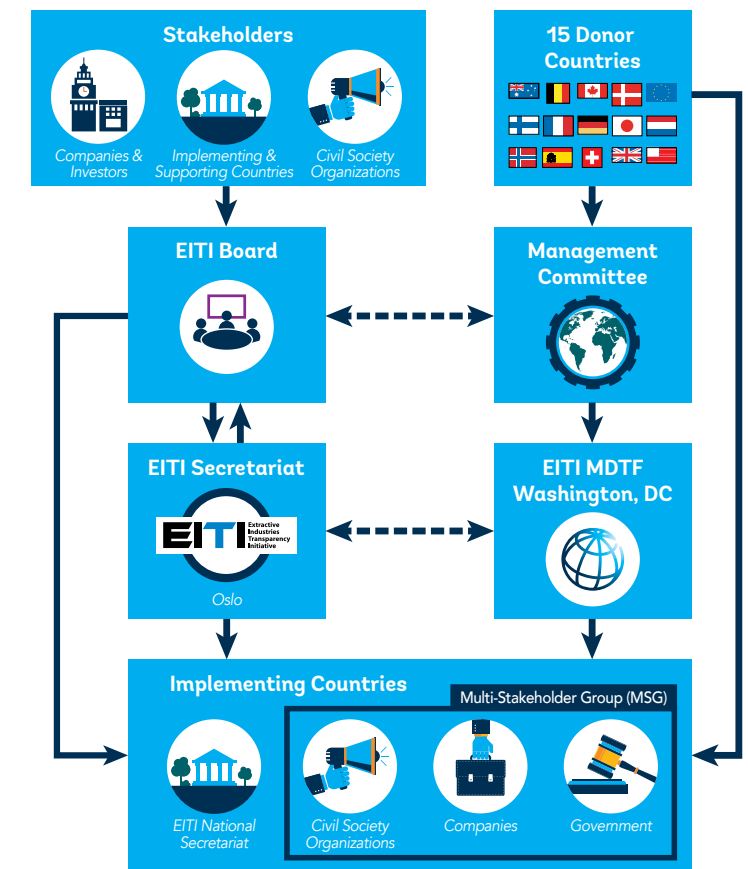 Stakeholders
Companies &
Investors
Implementing &
Supporting Countries
Civil Society
Organizations
15 Donor
Countries
EITI Board
Management
Committee
EITI Secretariat
EITI
Extractive
Industries
Transparency
Initiative
Oslo
EITI MDTF
Washington, DC
Implementing Countries
Multi-Stakeholder Group (MSG)
EITI National
Secretariat
Civil Society
Organizations
Companies
Government